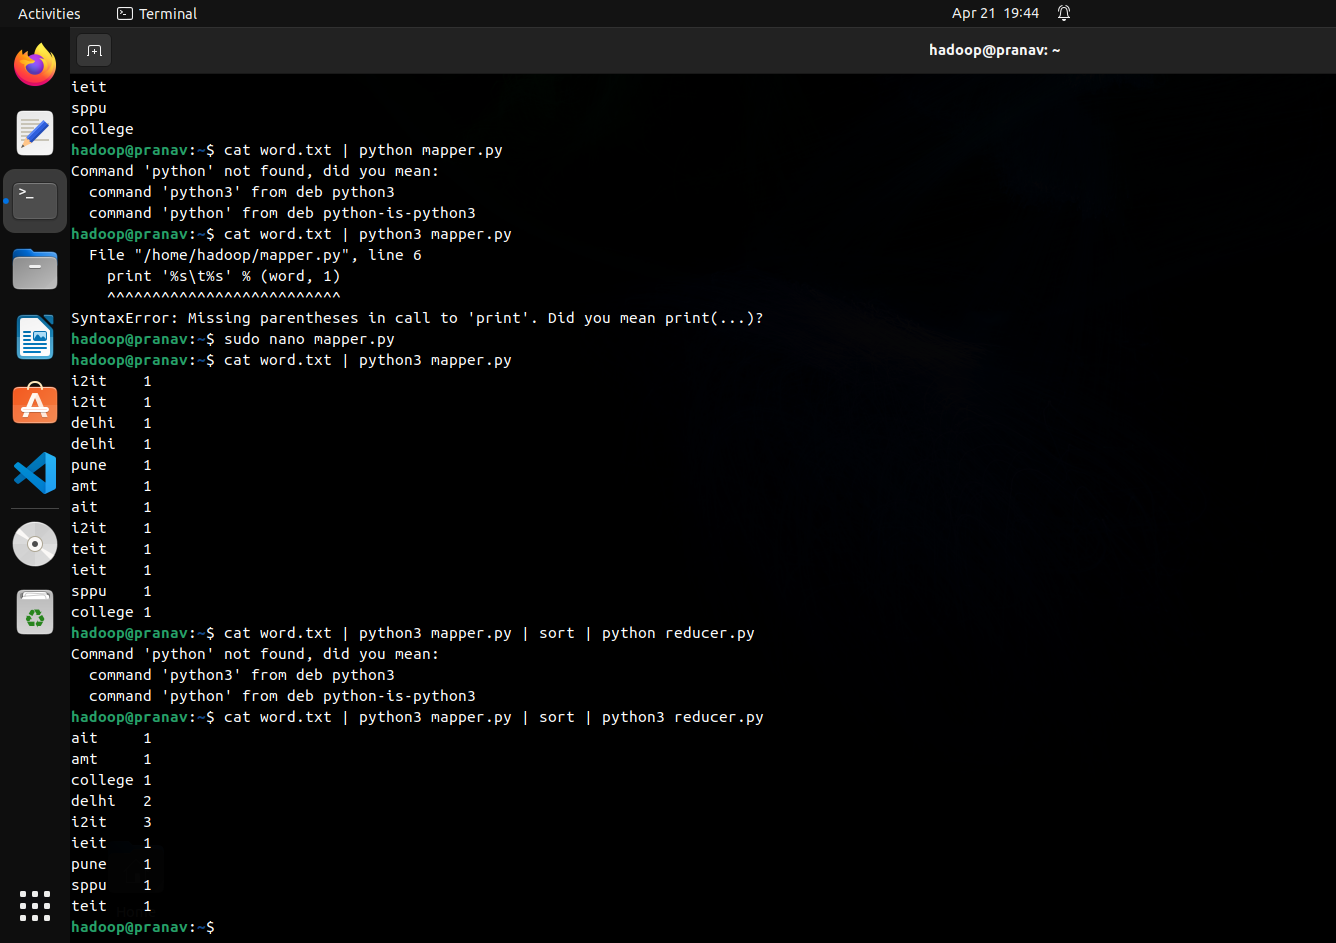 Activities
Terminal
Apr 21 19:44
hadoop@pranav: ~
ieit
sppu
college
hadoop@pranav:~$ cat word.txt | python mapper.py
Command 'python' not found, did you mean:
  command 'python3' from deb python3
  command 'python' from deb python-is-python3
hadoop@pranav:~$ cat word.txt | python3 mapper.py
  File "/home/hadoop/mapper.py", line 6
    print '%s\t%s' % (word, 1)
    ^^^^^^^^^^^^^^^^^^^^^^^^^^
SyntaxError: Missing parentheses in call to 'print'. Did you mean print(...)?
hadoop@pranav:~$ sudo nano mapper.py
hadoop@pranav:~$ cat word.txt | python3 mapper.py
i2it    1
i2it    1
delhi   1
delhi   1
pune    1
amt     1
ait     1
i2it    1
teit    1
ieit    1
sppu    1
college 1
hadoop@pranav:~$ cat word.txt | python3 mapper.py | sort | python reducer.py
Command 'python' not found, did you mean:
  command 'python3' from deb python3
  command 'python' from deb python-is-python3
hadoop@pranav:~$ cat word.txt | python3 mapper.py | sort | python3 reducer.py
ait     1
amt     1
college 1
delhi   2
i2it    3
ieit    1
pune    1
sppu    1
teit    1
hadoop@pranav:~$